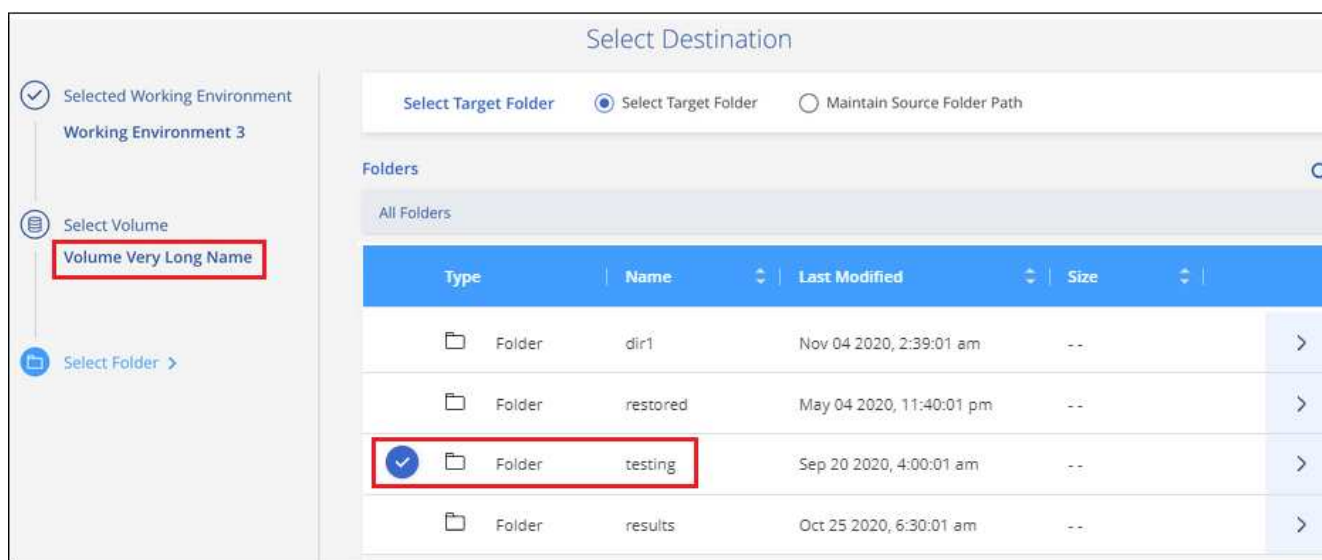 Select Destination
Selected Working Environment
Working Environment 3
Select Volume
Volume Very Long Name
Select Folder >
Select Target Folder Select Target Folder Maintain Source Folder Path
Folders
All Folders
Type Name Last Modified Size
Folder dir1 Nov 04 2020, 2:39:01 am --
Folder restored May 04 2020, 11:40:01 pm --
Folder testing Sep 20 2020, 4:00:01 am --
Folder results Oct 25 2020, 6:30:01 am --